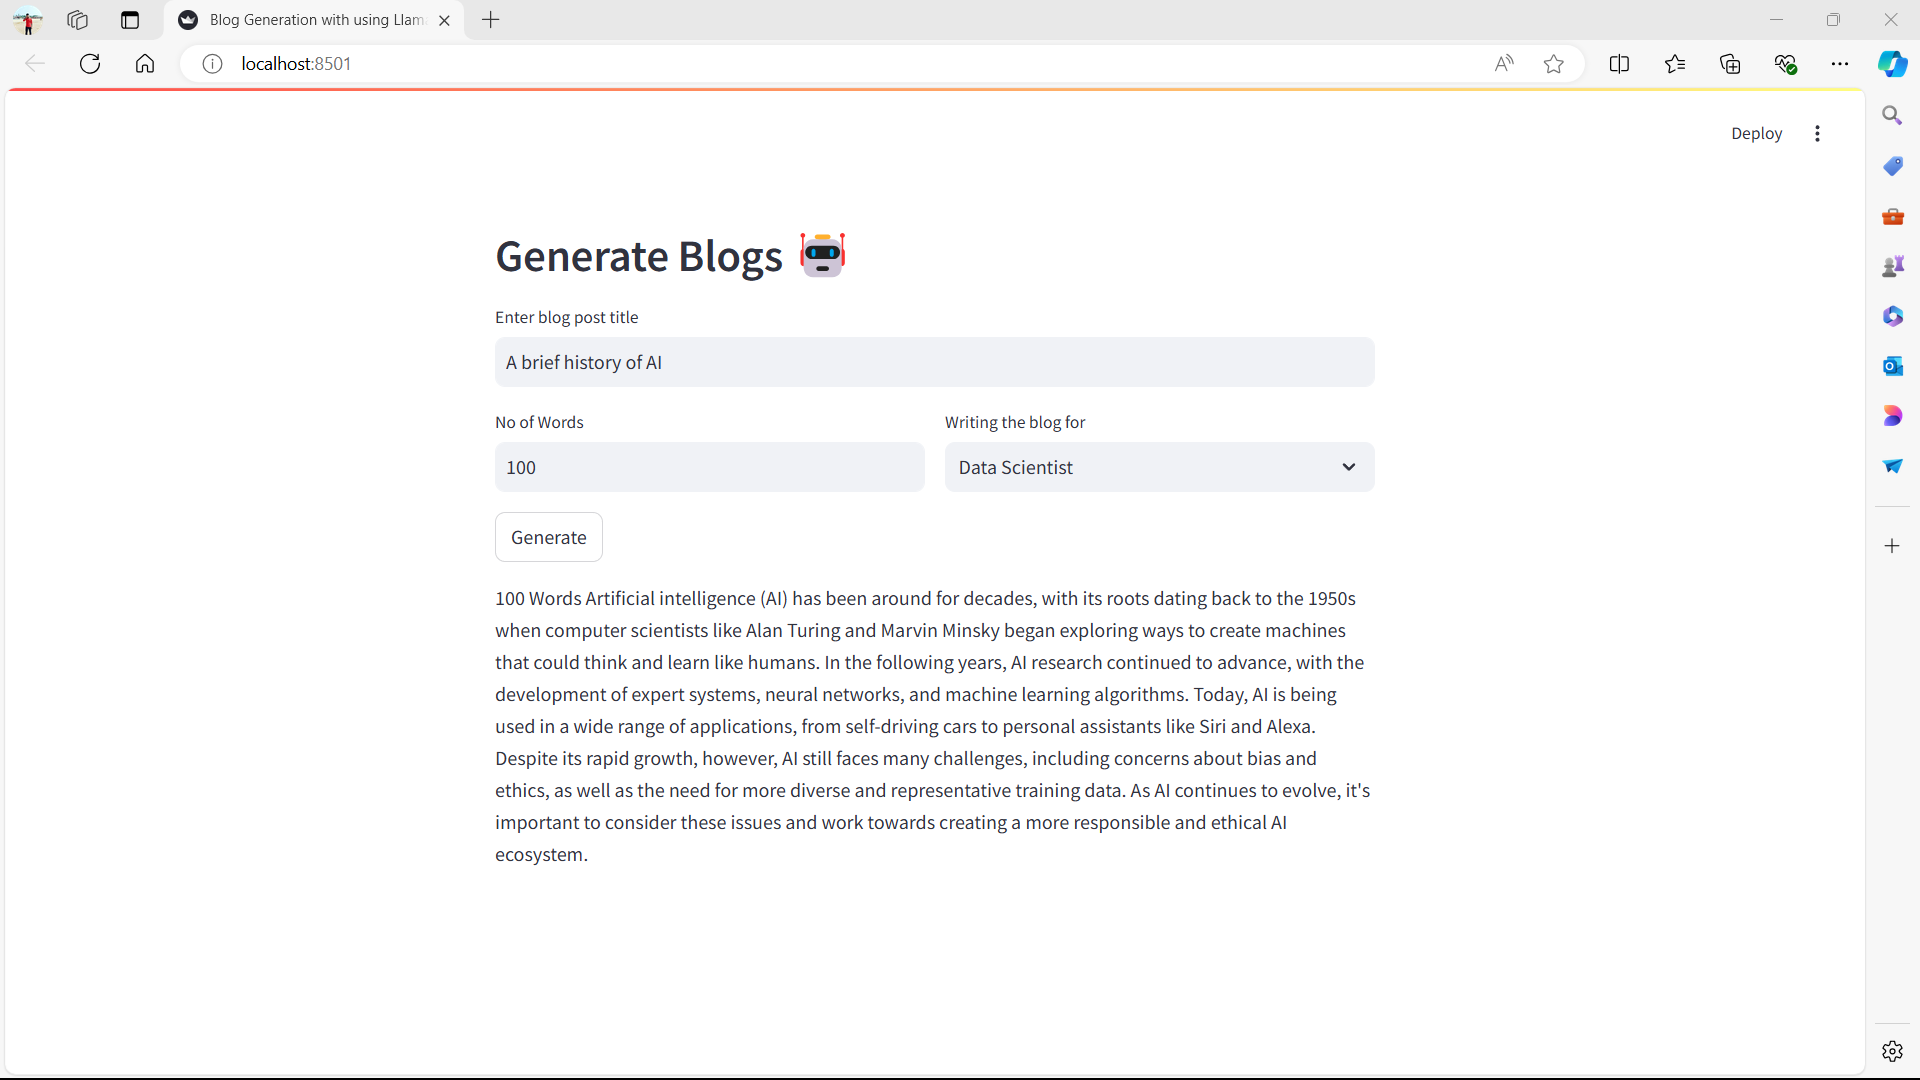 Blog Generation with using Llam
localhost:8501
Deploy
Generate Blogs
Enter blog post title
A brief history of AI
No of Words
Writing the blog for
100
Data Scientist
Generate
100 Words Artificial intelligence (AI) has been around for decades, with its roots dating back to the 1950s
when computer scientists like Alan Turing and Marvin Minsky began exploring ways to create machines
that could think and learn like humans. In the following years, AI research continued to advance, with the
development of expert systems, neural networks, and machine learning algorithms. Today, AI is being
used in a wide range of applications, from self-driving cars to personal assistants like Siri and Alexa.
Despite its rapid growth, however, AI still faces many challenges, including concerns about bias and
ethics, as well as the need for more diverse and representative training data. As AI continues to evolve, it's
important to consider these issues and work towards creating a more responsible and ethical AI
ecosystem.